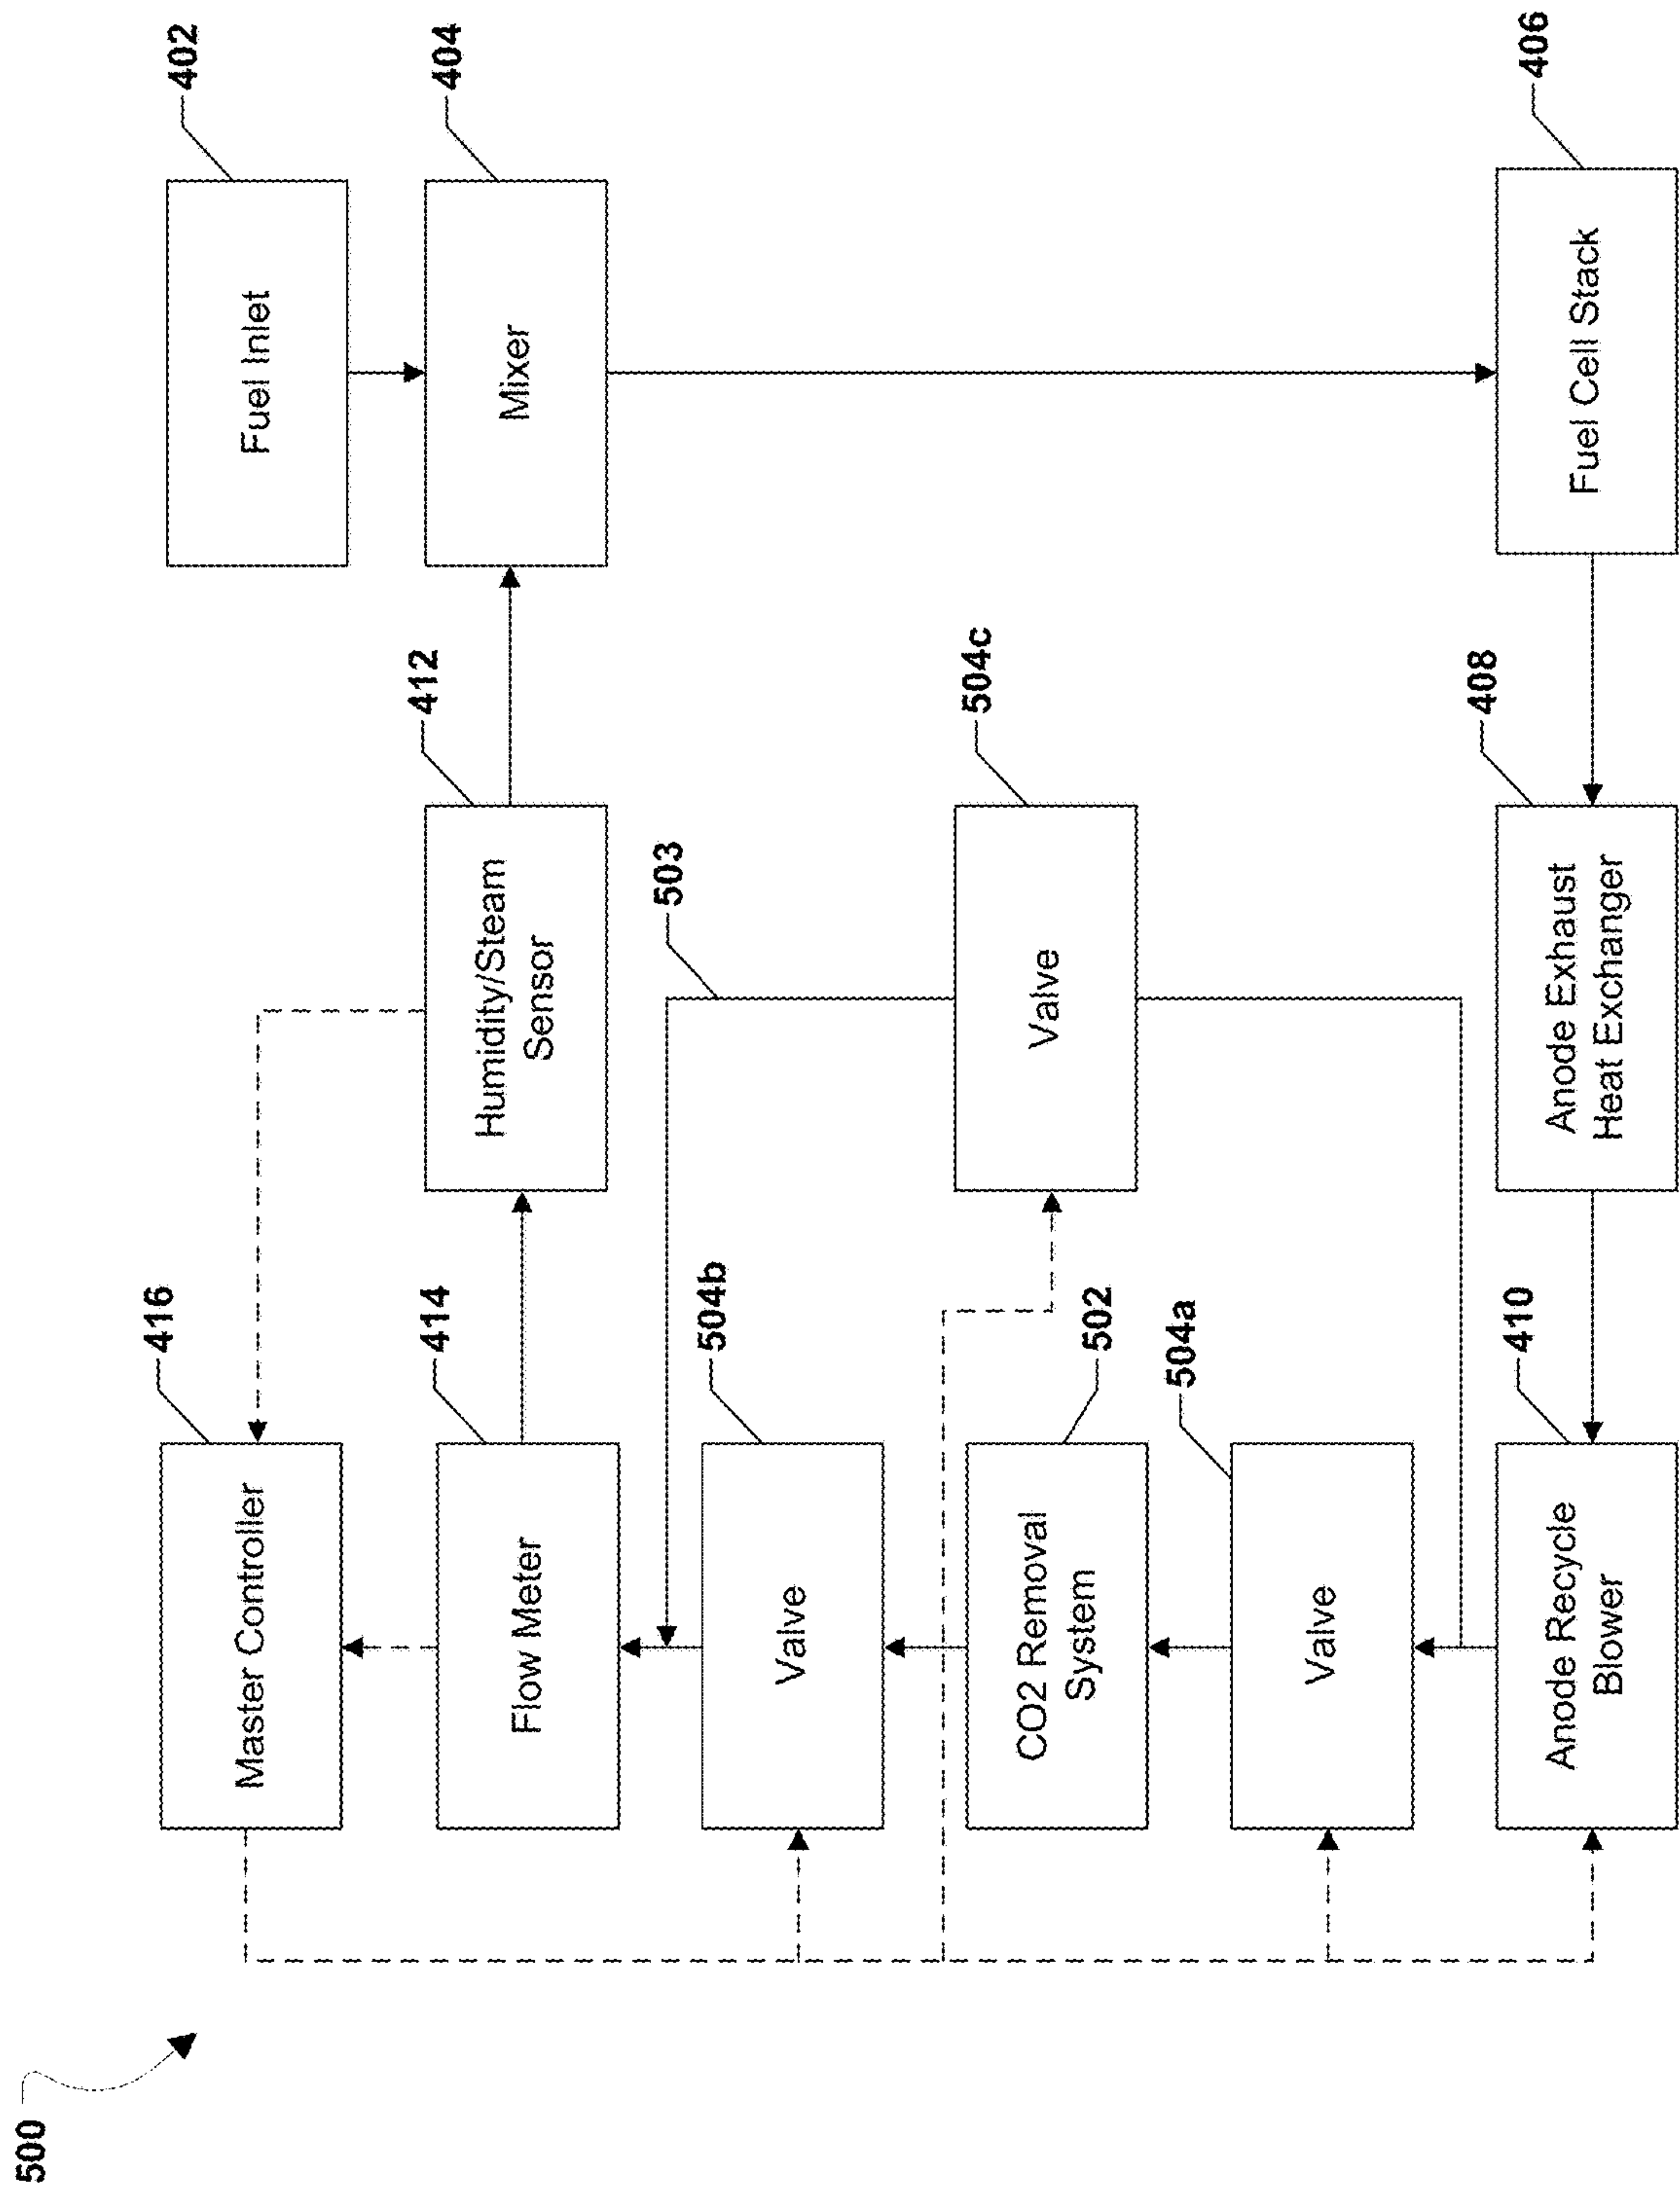 500
416
Master Controller
414
Flow Meter
504b
Valve
502
CO2 Removal
System
504a
Valve
410
Anode Recycle
Blower
412
Humidity/Steam
Sensor
503
504c
Valve
408
Anode Exhaust
Heat Exchanger
402
Fuel Inlet
404
Mixer
406
Fuel Cell Stack